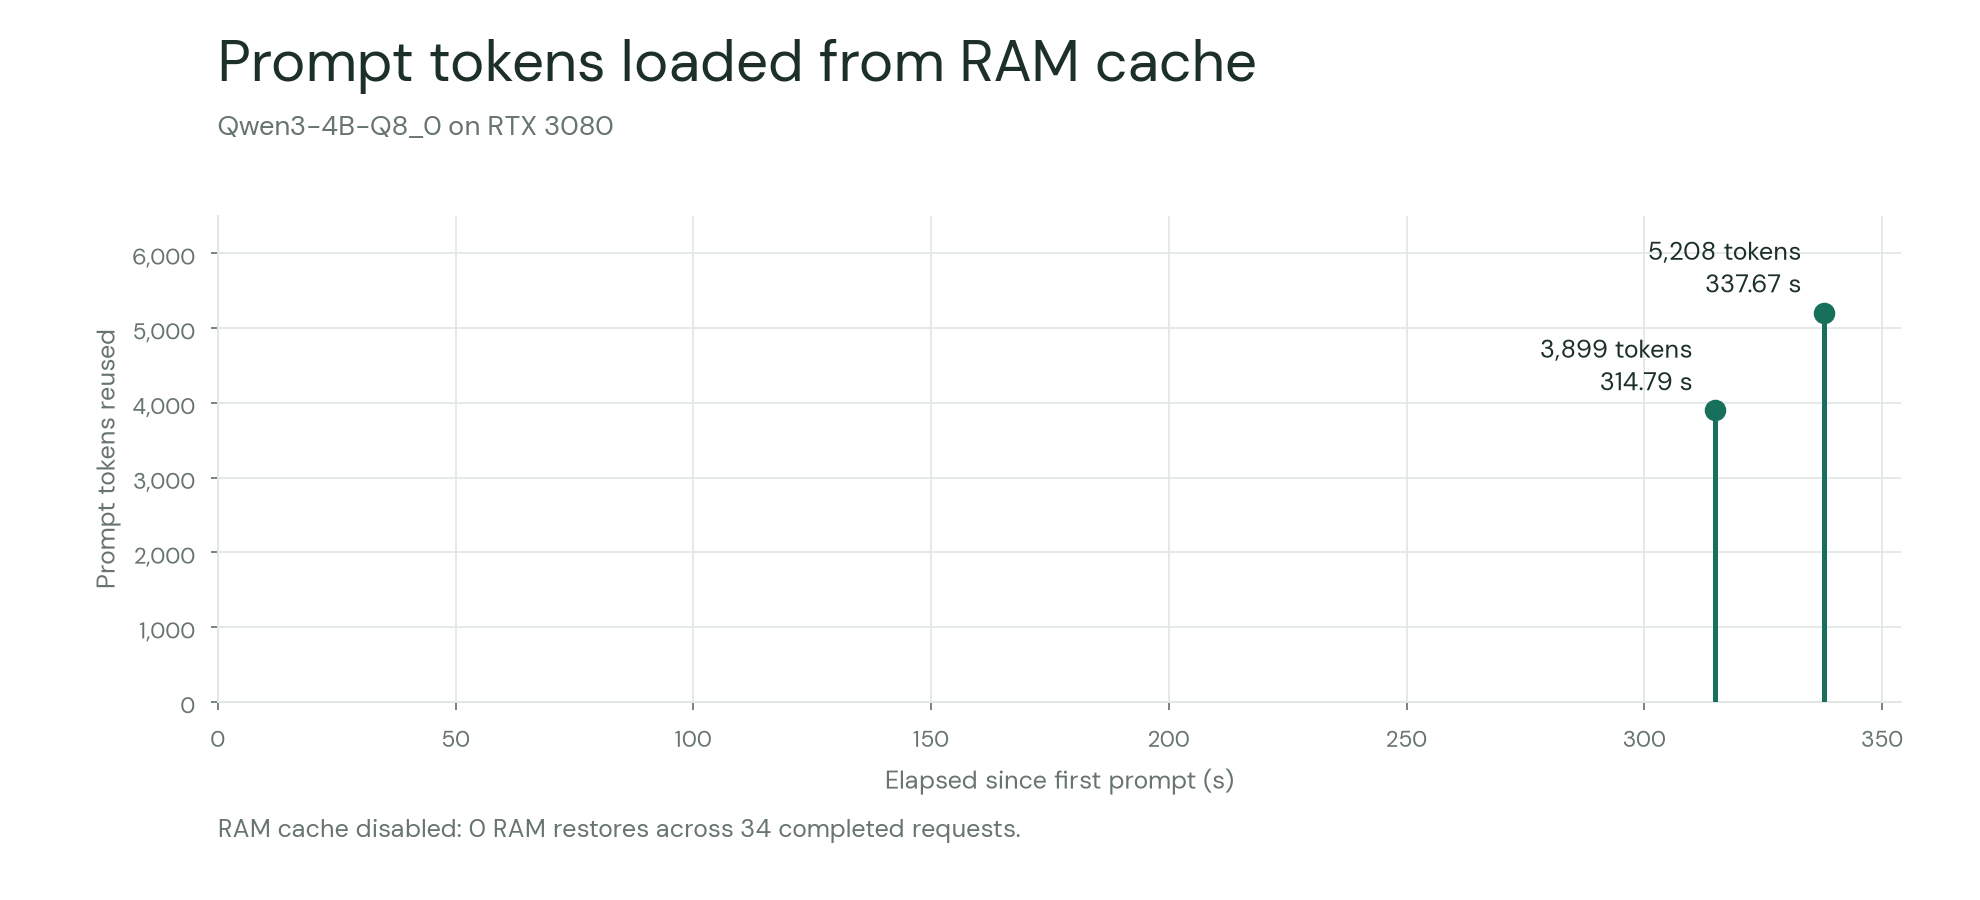 Prompt tokens loaded from RAM cache
Qwen3-4B-Q8_0 on RTX 3080
Prompt tokens reused
6,000
5,000
4,000
3,000
2,000
1,000
0
5,208 tokens
337.67 s
3,899 tokens
314.79 s
0 50 100 150 200 250 300 350
Elapsed since first prompt (s)
RAM cache disabled: 0 RAM restores across 34 completed requests.